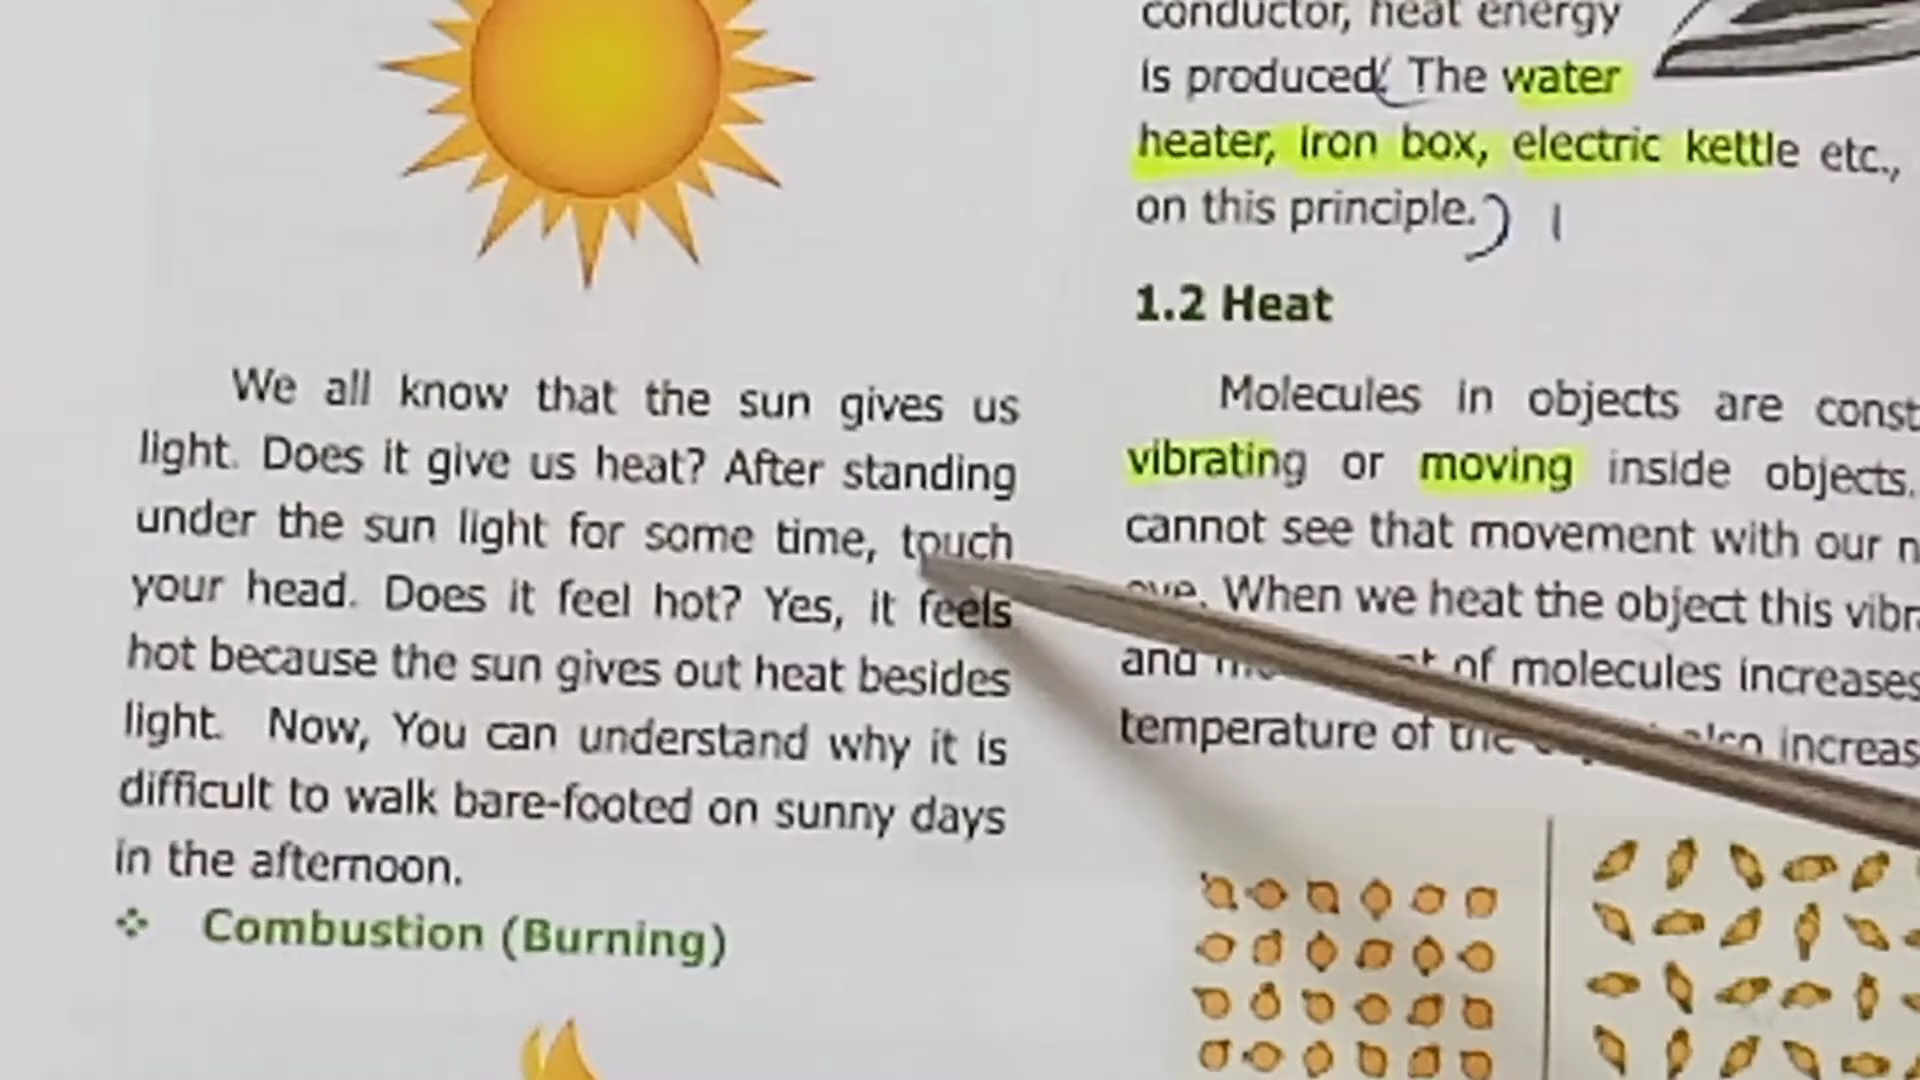 We all know that the sun gives us
light. Does it give us heat? After standing
under the sun light for some time, touch
your head. Does it feel hot? Yes, it feels
hot because the sun gives out heat besides
light. Now, You can understand why it is
difficult to walk bare-footed on sunny days
in the afternoon.
❖ Combustion (Burning)
conductor, heat energy
is produced. The water
heater, iron box, electric kettle etc.,
on this principle.
1.2 Heat
Molecules in objects are
vibrating or moving inside objects.
cannot see that movement with our
eye. When we heat the object this
and of molecules increases
temperature of the also